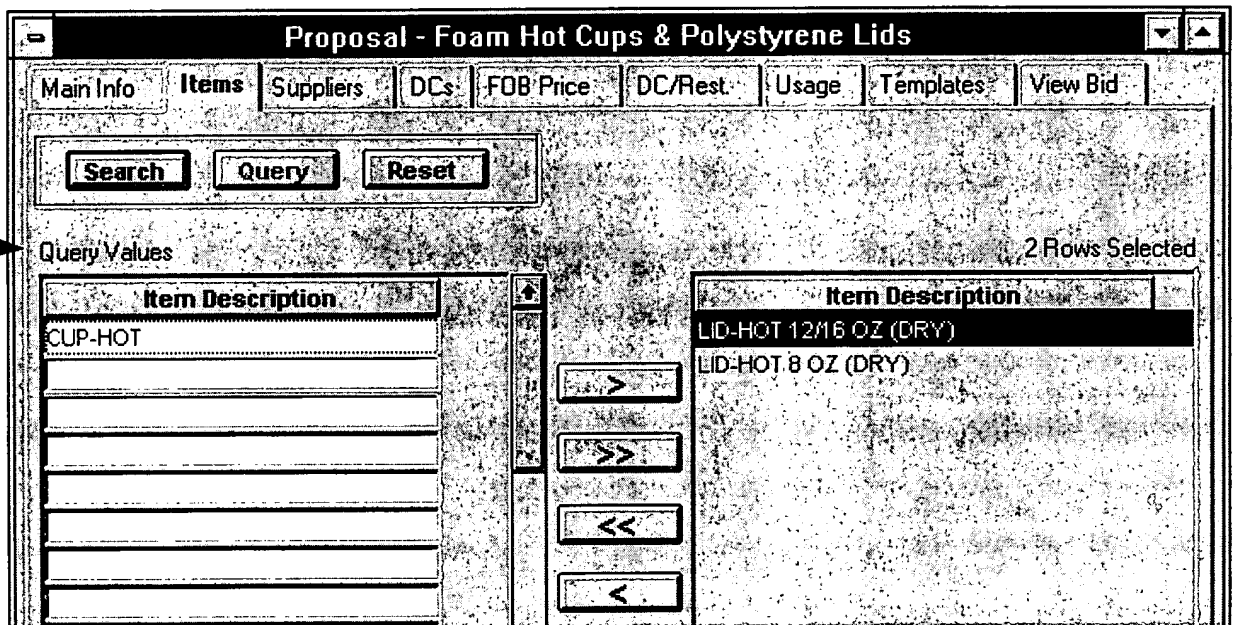 Proposal - Foam Hot Cups & Polystyrene Lids
Main Info Items Suppliers DCs FOB Price DC/Rest. Usage Templates View Bid
Search Query Reset
Query Values 2 Rows Selected
Item Description Item Description
CUP-HOT LID-HOT 12/16 OZ (DRY)
LID-HOT 8 OZ (DRY)
>
>>
<<
<